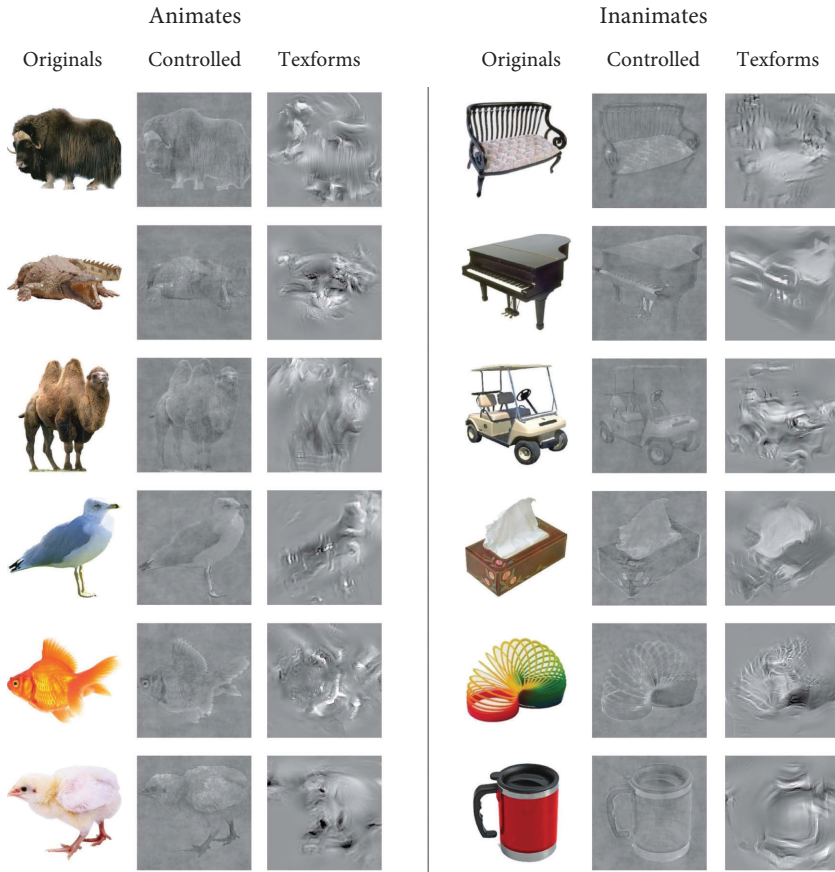 Animates Inanimates
Originals Controlled Texforms Originals Controlled Texforms